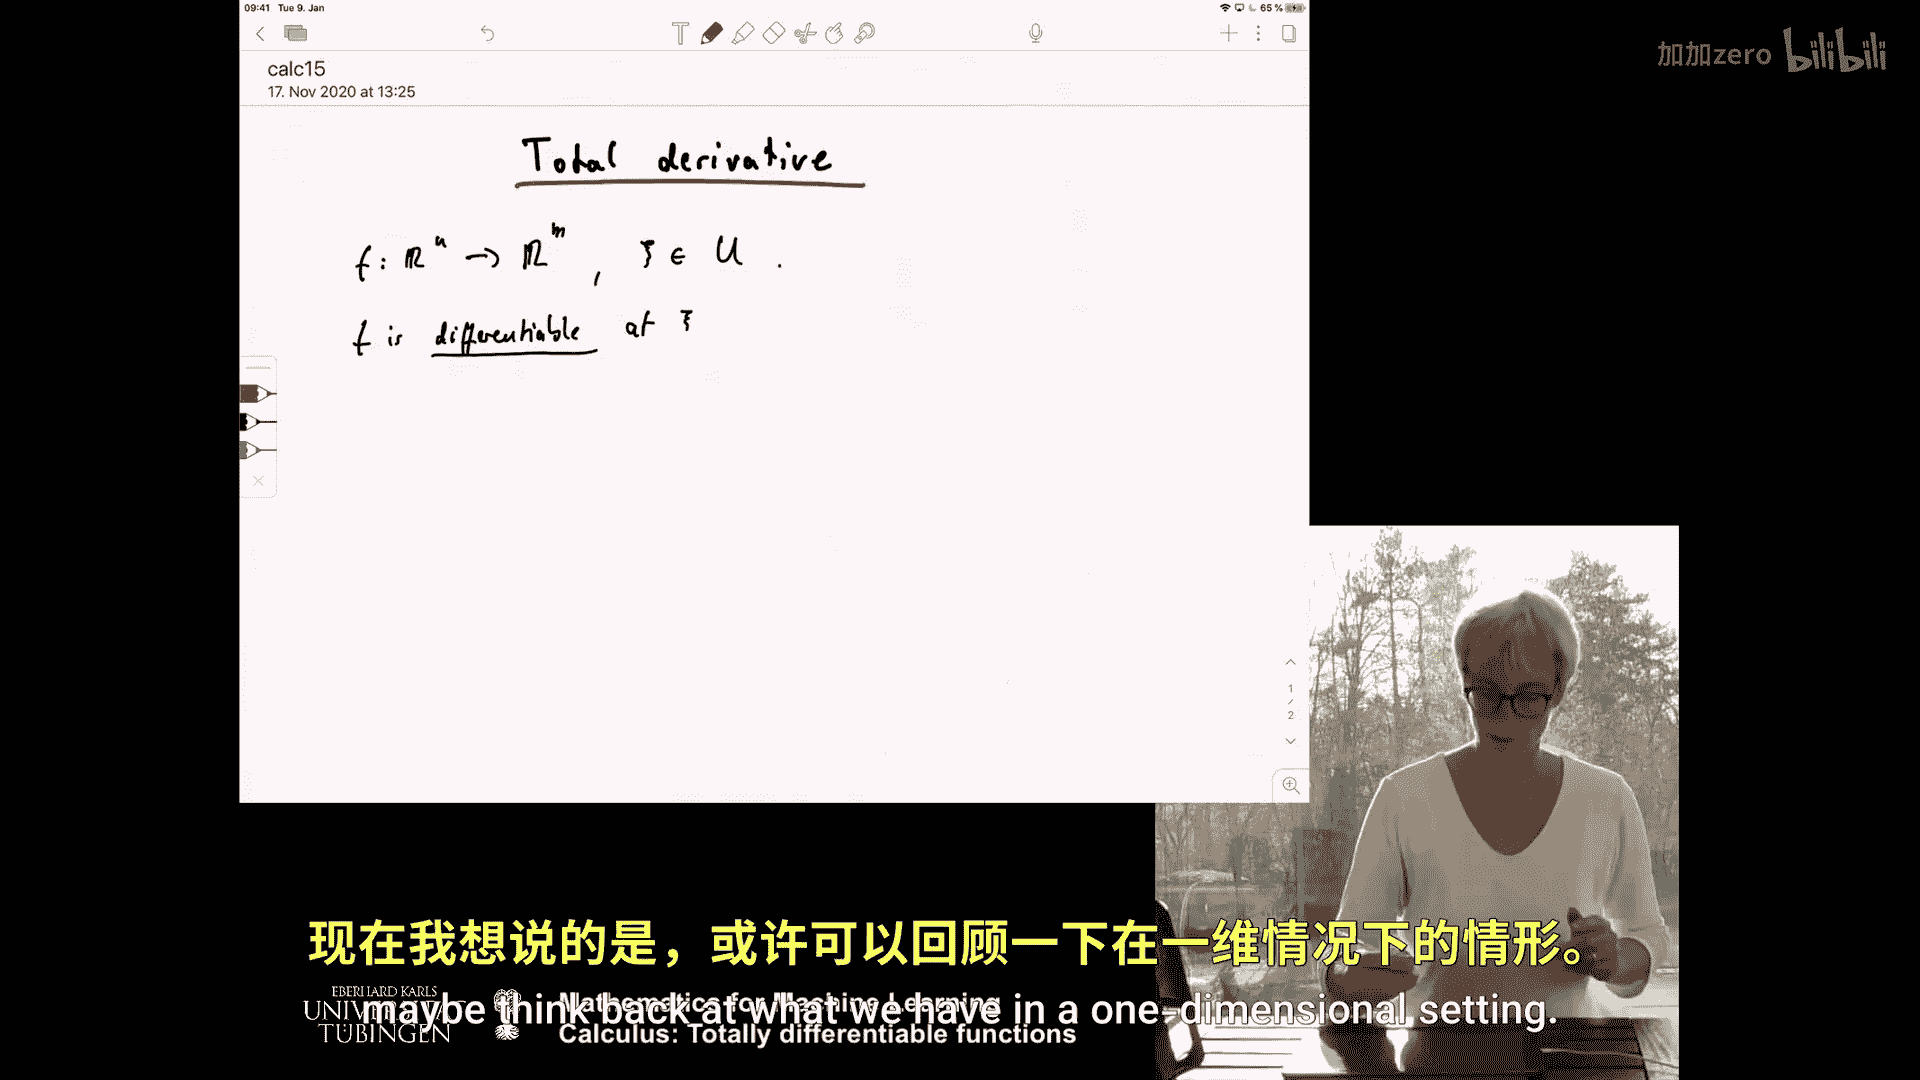 09:41 Tue 9. Jan
65 %
加加zero bilibili
calc15
17. Nov 2020 at 13:25
Total derivative
f: ℝⁿ → ℝᵐ, ξ ∈ U.
f is differentiable at ξ
1
/
2
现在我想说的是，或许可以回顾一下在一维情况下的情形。
maybe think back at what we have in a one-dimensional setting.
EBERHARD KARLS
UNIVERSITÄT
TÜBINGEN
Mathematics for Machine Learning
Calculus: Totally differentiable functions